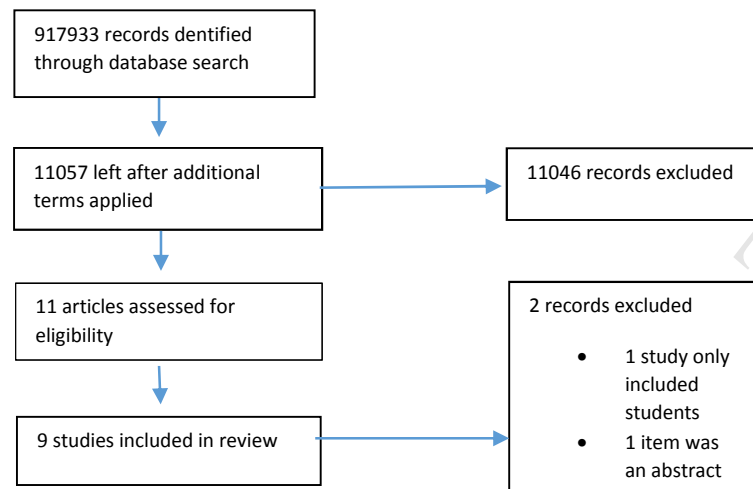 917933 records dentified
through database search
11057 left after additional
terms applied
11046 records excluded
11 articles assessed for
eligibility
2 records excluded
• 1 study only
included
students
• 1 item was
an abstract
9 studies included in review